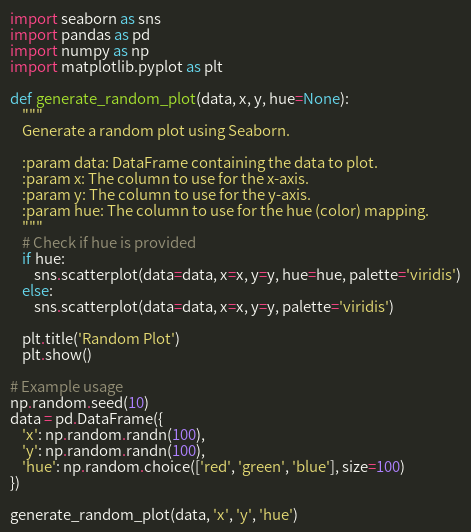 import seaborn as sns
import pandas as pd
import numpy as np
import matplotlib.pyplot as plt

def generate_random_plot(data, x, y, hue=None):
    """
    Generate a random plot using Seaborn.

    :param data: DataFrame containing the data to plot.
    :param x: The column to use for the x-axis.
    :param y: The column to use for the y-axis.
    :param hue: The column to use for the hue (color) mapping.
    """
    # Check if hue is provided
    if hue:
        sns.scatterplot(data=data, x=x, y=y, hue=hue, palette='viridis')
    else:
        sns.scatterplot(data=data, x=x, y=y, palette='viridis')

    plt.title('Random Plot')
    plt.show()

# Example usage
np.random.seed(10)
data = pd.DataFrame({
    'x': np.random.randn(100),
    'y': np.random.randn(100),
    'hue': np.random.choice(['red', 'green', 'blue'], size=100)
})

generate_random_plot(data, 'x', 'y', 'hue')